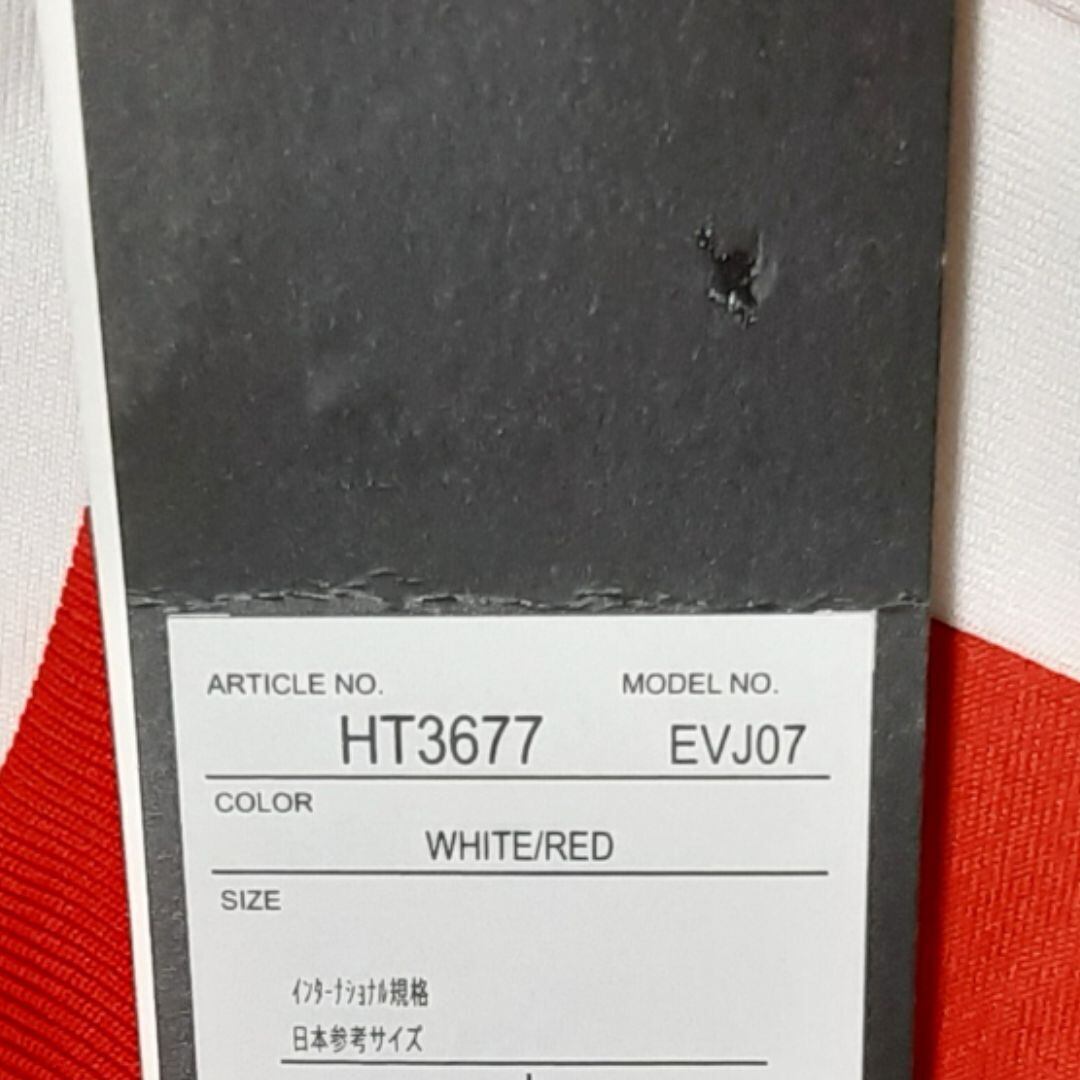 ARTICLE NO. MODEL NO.
HT3677 EVJ07
COLOR
WHITE/RED
SIZE
ｲﾝﾀｰﾅｼｮﾅﾙ規格
日本参考サイズ